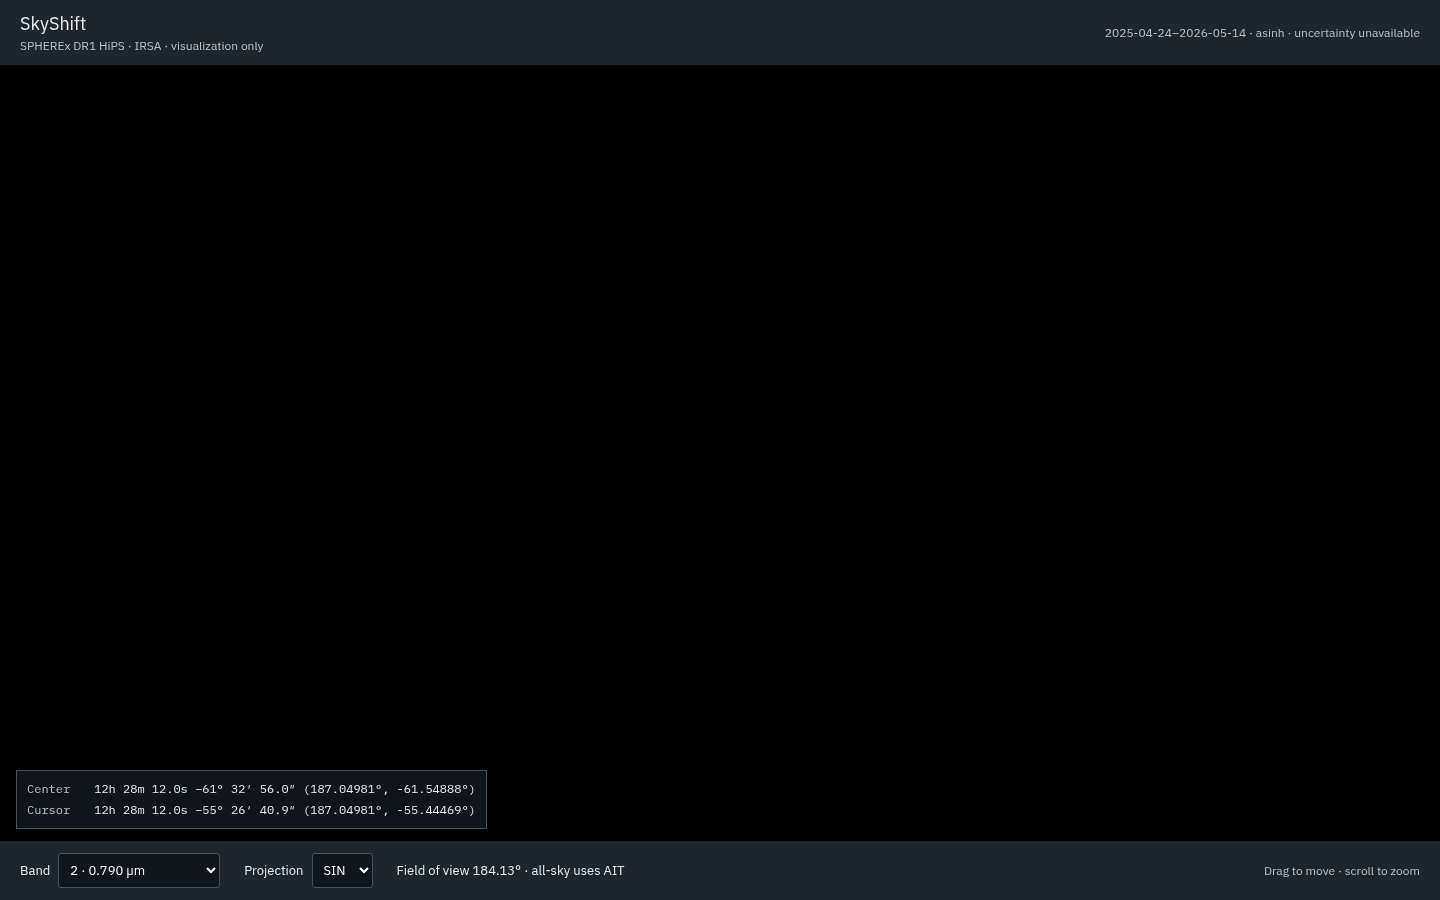 SkyShift
SPHEREx DR1 HiPS · IRSA · visualization only
2025-04-24–2026-05-14 · asinh · uncertainty unavailable
Center 12h 28m 12.0s −61° 32′ 56.0″ (187.04981°, -61.54888°)
Cursor 12h 28m 12.0s −55° 26′ 40.9″ (187.04981°, -55.44469°)
Band 2 · 0.790 µm Projection SIN Field of view 184.13° · all-sky uses AIT Drag to move · scroll to zoom